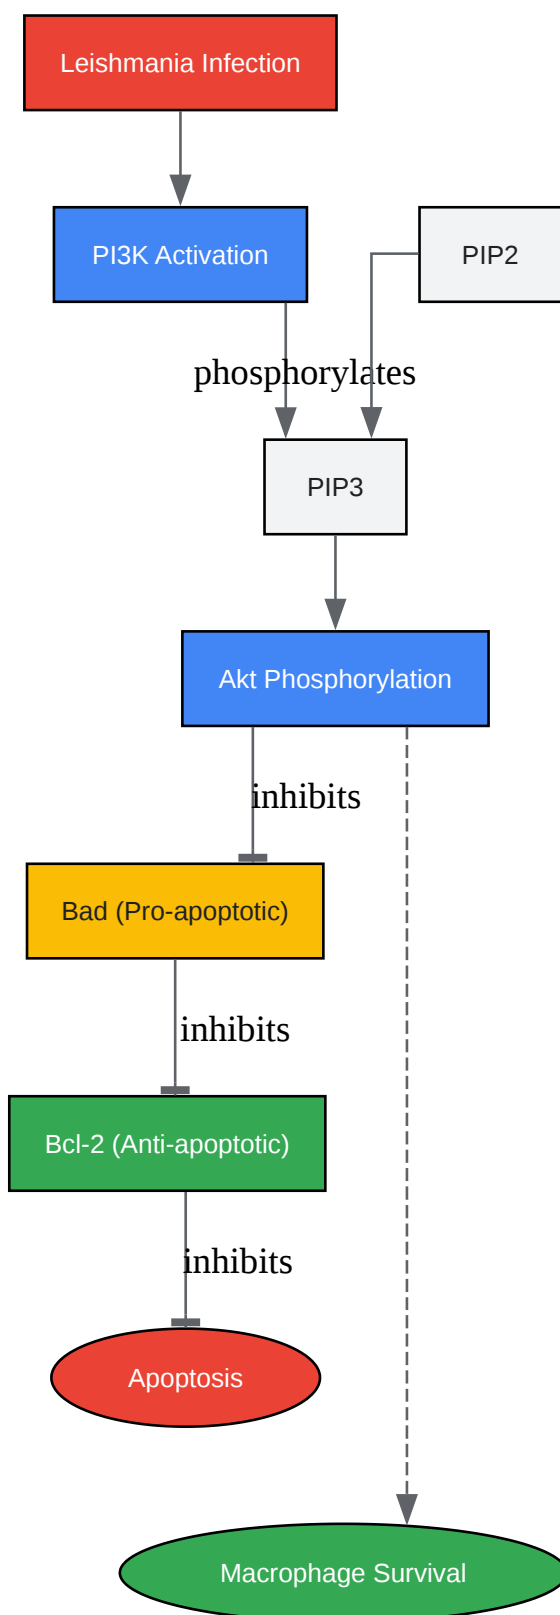 Leishmania Infection
PI3K Activation
PIP2
phosphorylates
PIP3
Akt Phosphorylation
inhibits
Bad (Pro-apoptotic)
inhibits
Bcl-2 (Anti-apoptotic)
inhibits
Apoptosis
Macrophage Survival